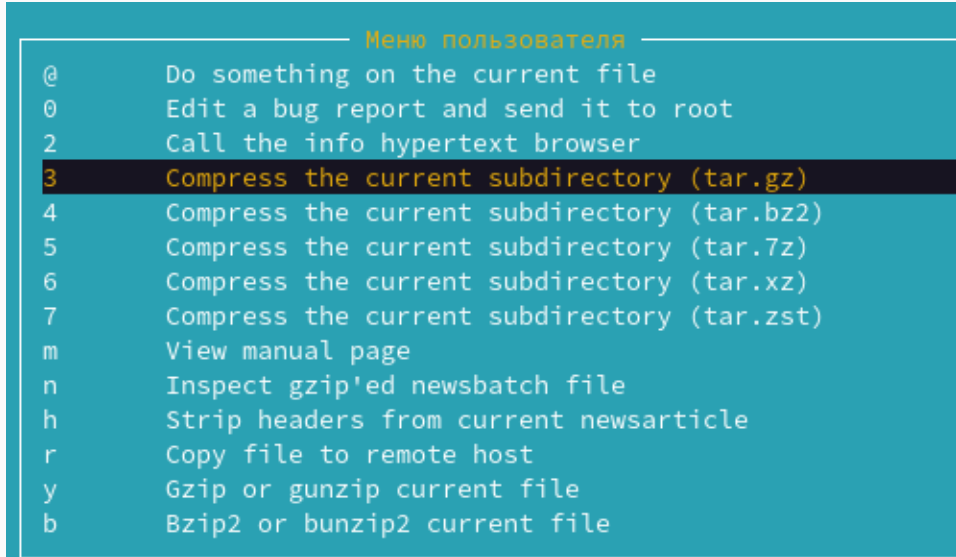 Меню пользователя
@ Do something on the current file
0 Edit a bug report and send it to root
2 Call the info hypertext browser
3 Compress the current subdirectory (tar.gz)
4 Compress the current subdirectory (tar.bz2)
5 Compress the current subdirectory (tar.7z)
6 Compress the current subdirectory (tar.xz)
7 Compress the current subdirectory (tar.zst)
m View manual page
n Inspect gzip'ed newsbatch file
h Strip headers from current newsarticle
r Copy file to remote host
y Gzip or gunzip current file
b Bzip2 or bunzip2 current file